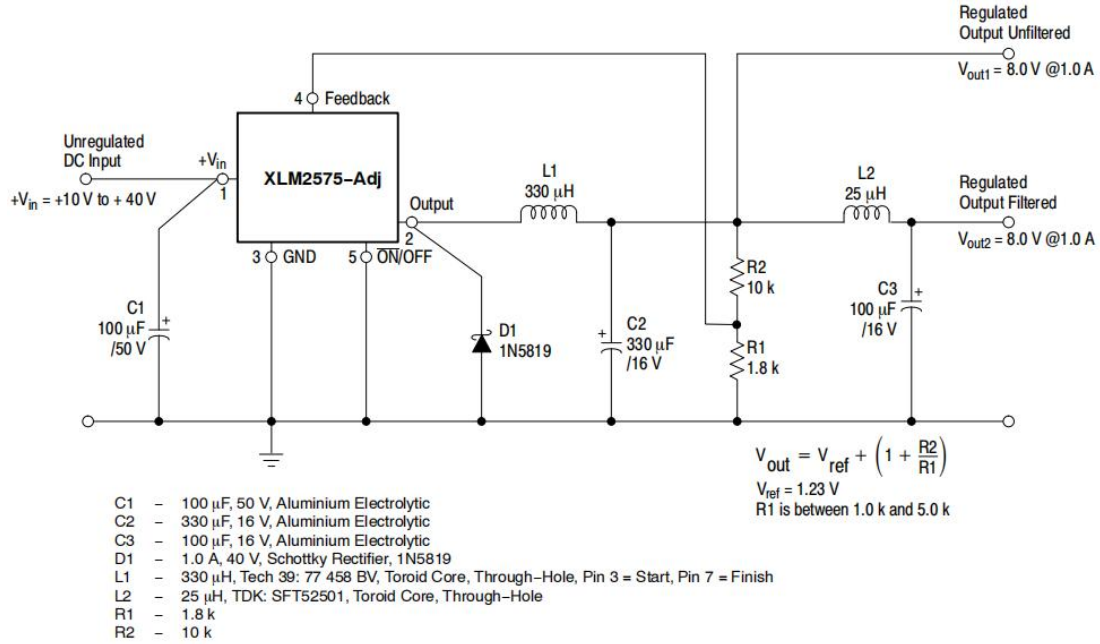 Regulated
Output Unfiltered
Vout1 = 8.0 V @1.0 A
4 Feedback
Unregulated
DC Input
+Vin
1
+Vin = +10 V to + 40 V
XLM2575-Adj
Output
2
3 GND
5 ON/OFF
L1
330 μH
L2
25 μH
Regulated
Output Filtered
Vout2 = 8.0 V @1.0 A
C1
100 μF
/50 V
D1
1N5819
C2
330 μF
/16 V
R2
10 k
R1
1.8 k
C3
100 μF
/16 V
Vout = Vref + (1 + R2/R1)
Vref = 1.23 V
R1 is between 1.0 k and 5.0 k
C1 – 100 μF, 50 V, Aluminium Electrolytic
C2 – 330 μF, 16 V, Aluminium Electrolytic
C3 – 100 μF, 16 V, Aluminium Electrolytic
D1 – 1.0 A, 40 V, Schottky Rectifier, 1N5819
L1 – 330 μH, Tech 39: 77 458 BV, Toroid Core, Through-Hole, Pin 3 = Start, Pin 7 = Finish
L2 – 25 μH, TDK: SFT52501, Toroid Core, Through-Hole
R1 – 1.8 k
R2 – 10 k
+
+
+